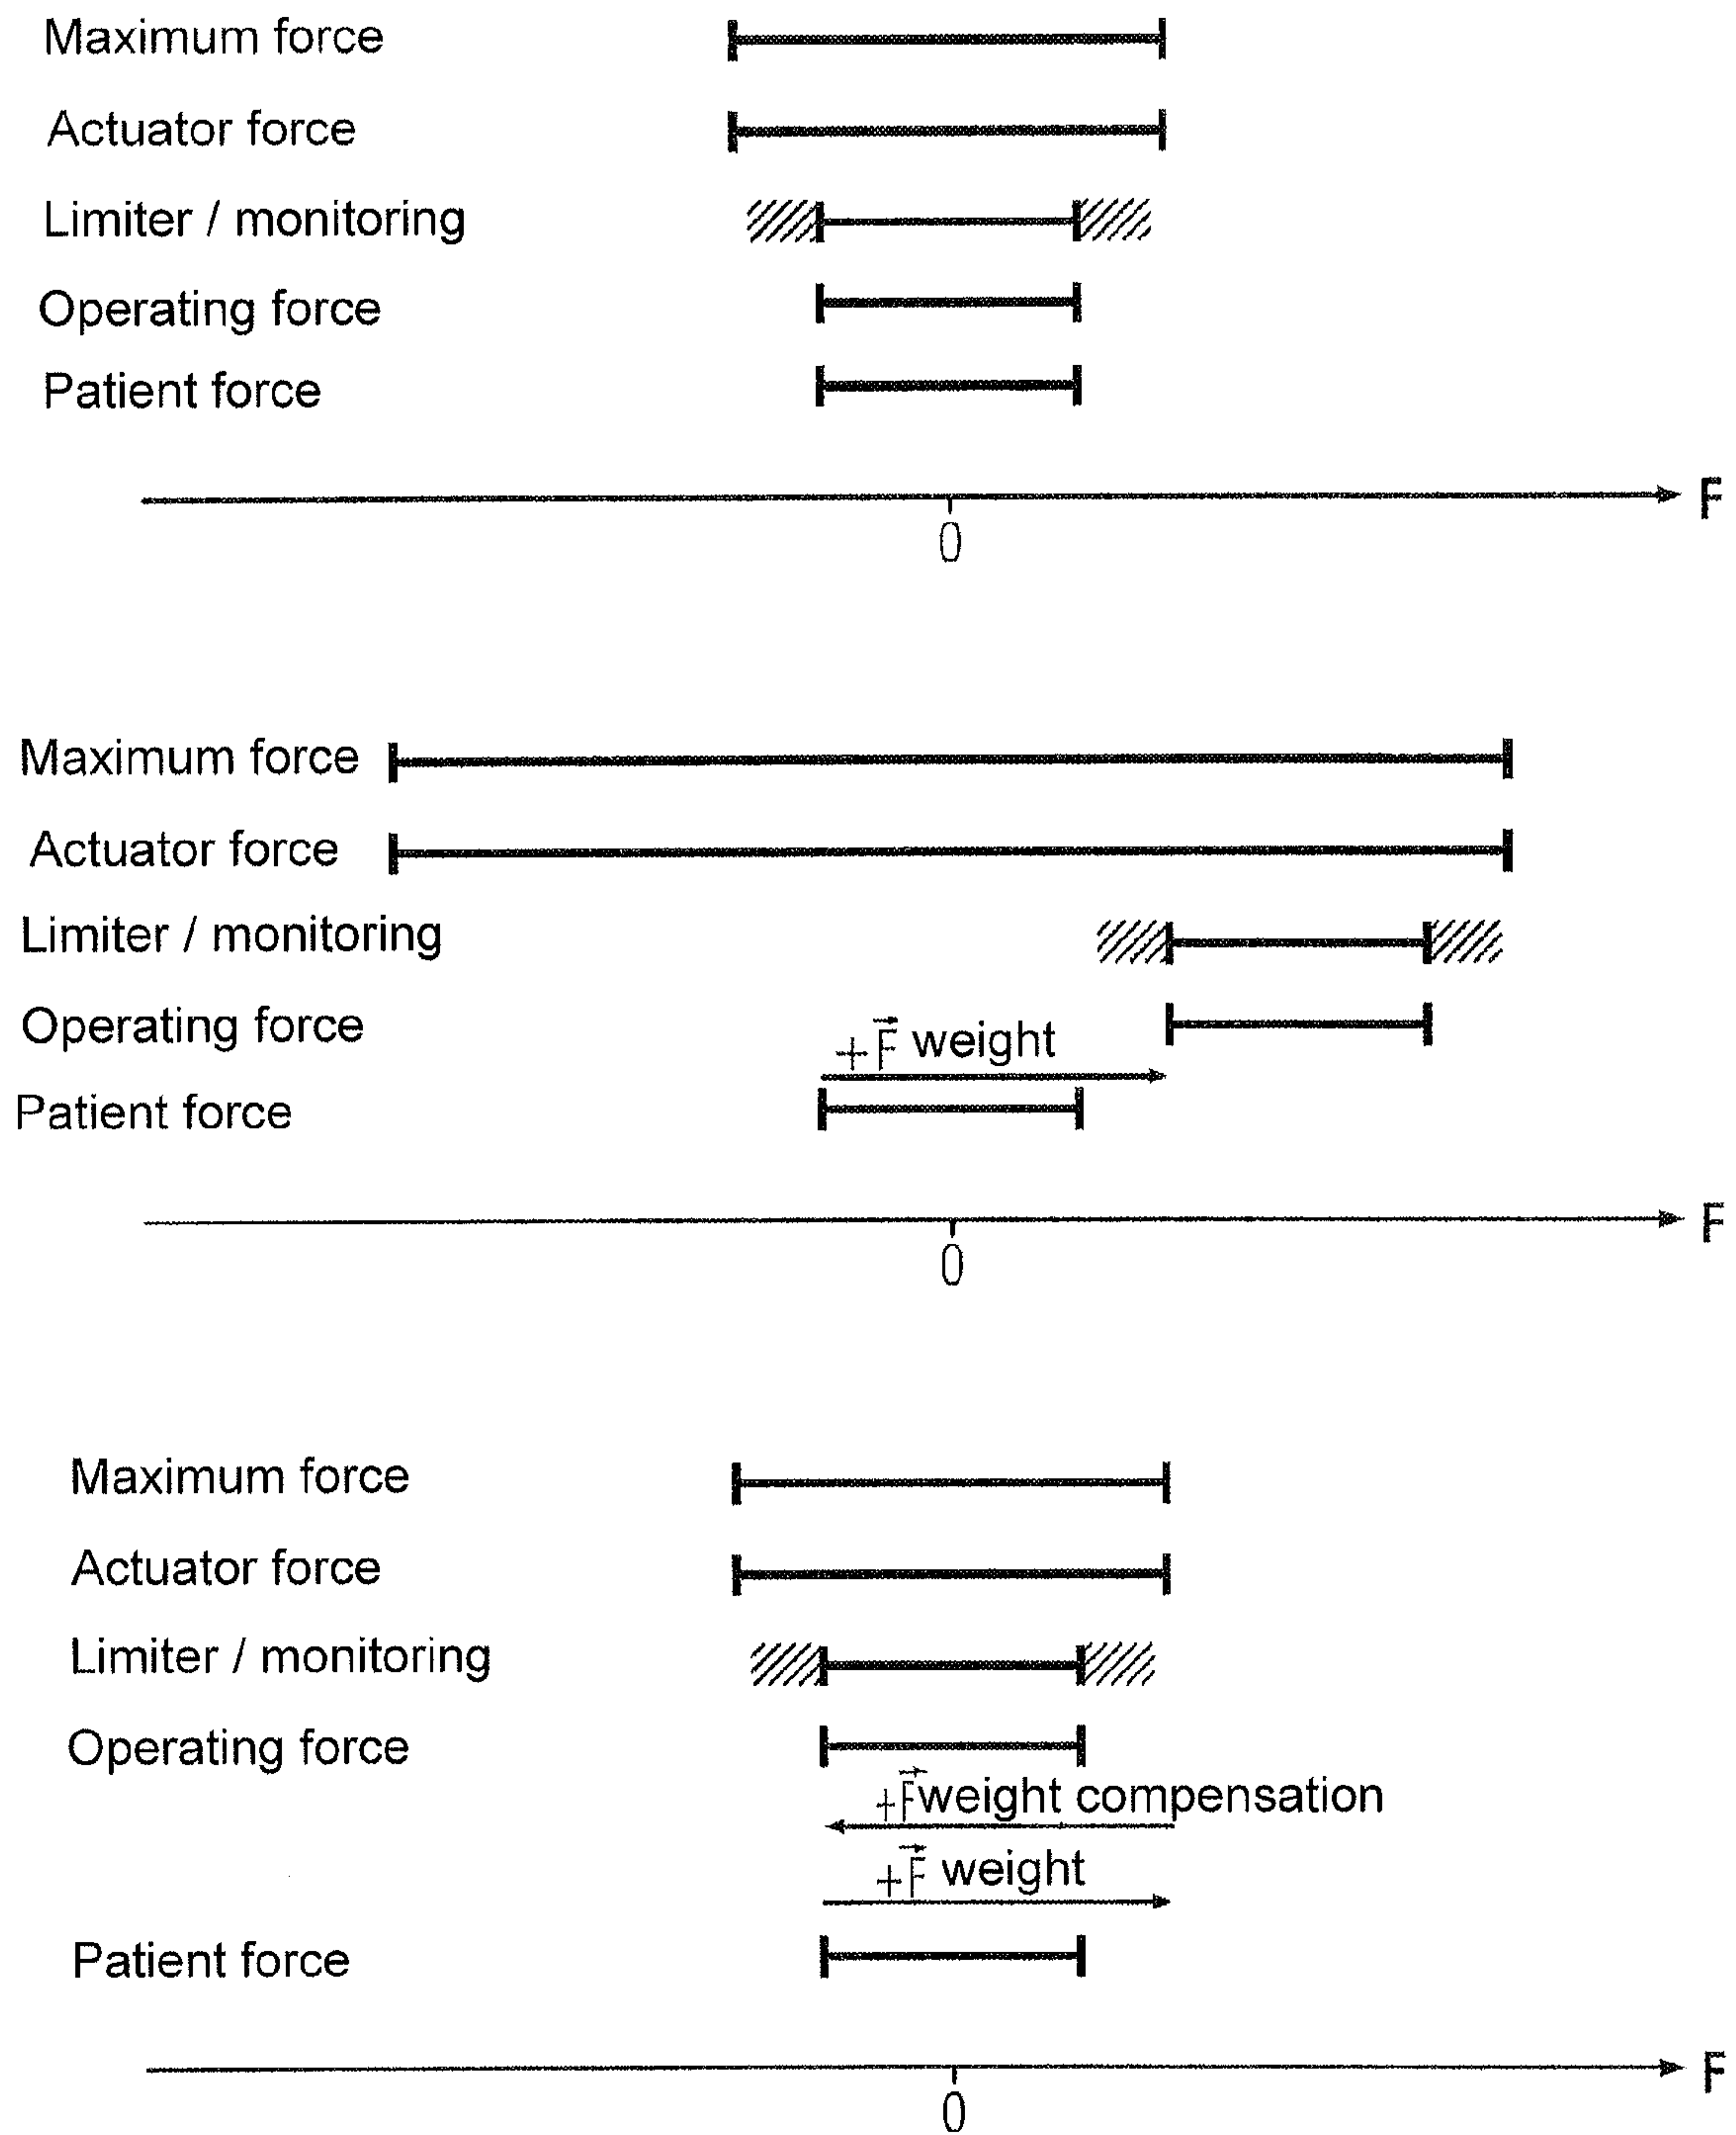 Maximum force
Actuator force
Limiter / monitoring
Operating force
Patient force
F
0
Maximum force
Actuator force
Limiter / monitoring
Operating force
+F⃗ weight
Patient force
F
0
Maximum force
Actuator force
Limiter / monitoring
Operating force
+F⃗ weight compensation
+F⃗ weight
Patient force
F
0